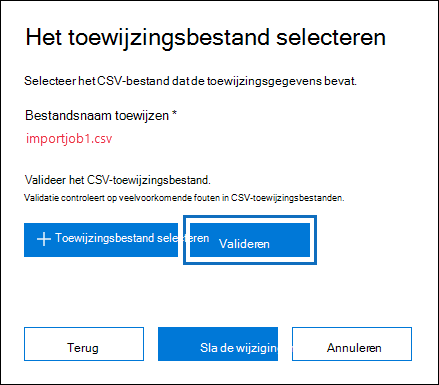 Het toewijzingsbestand selecteren
Selecteer het CSV-bestand dat de toewijzingsgegevens bevat.
Bestandsnaam toewijzen *
importjob1.csv
Valideer het CSV-toewijzingsbestand.
Validatie controleert op veelvoorkomende fouten in CSV-toewijzingsbestanden.
Toewijzingsbestand selecteren
Valideren
Terug
Sla de
Annuleren